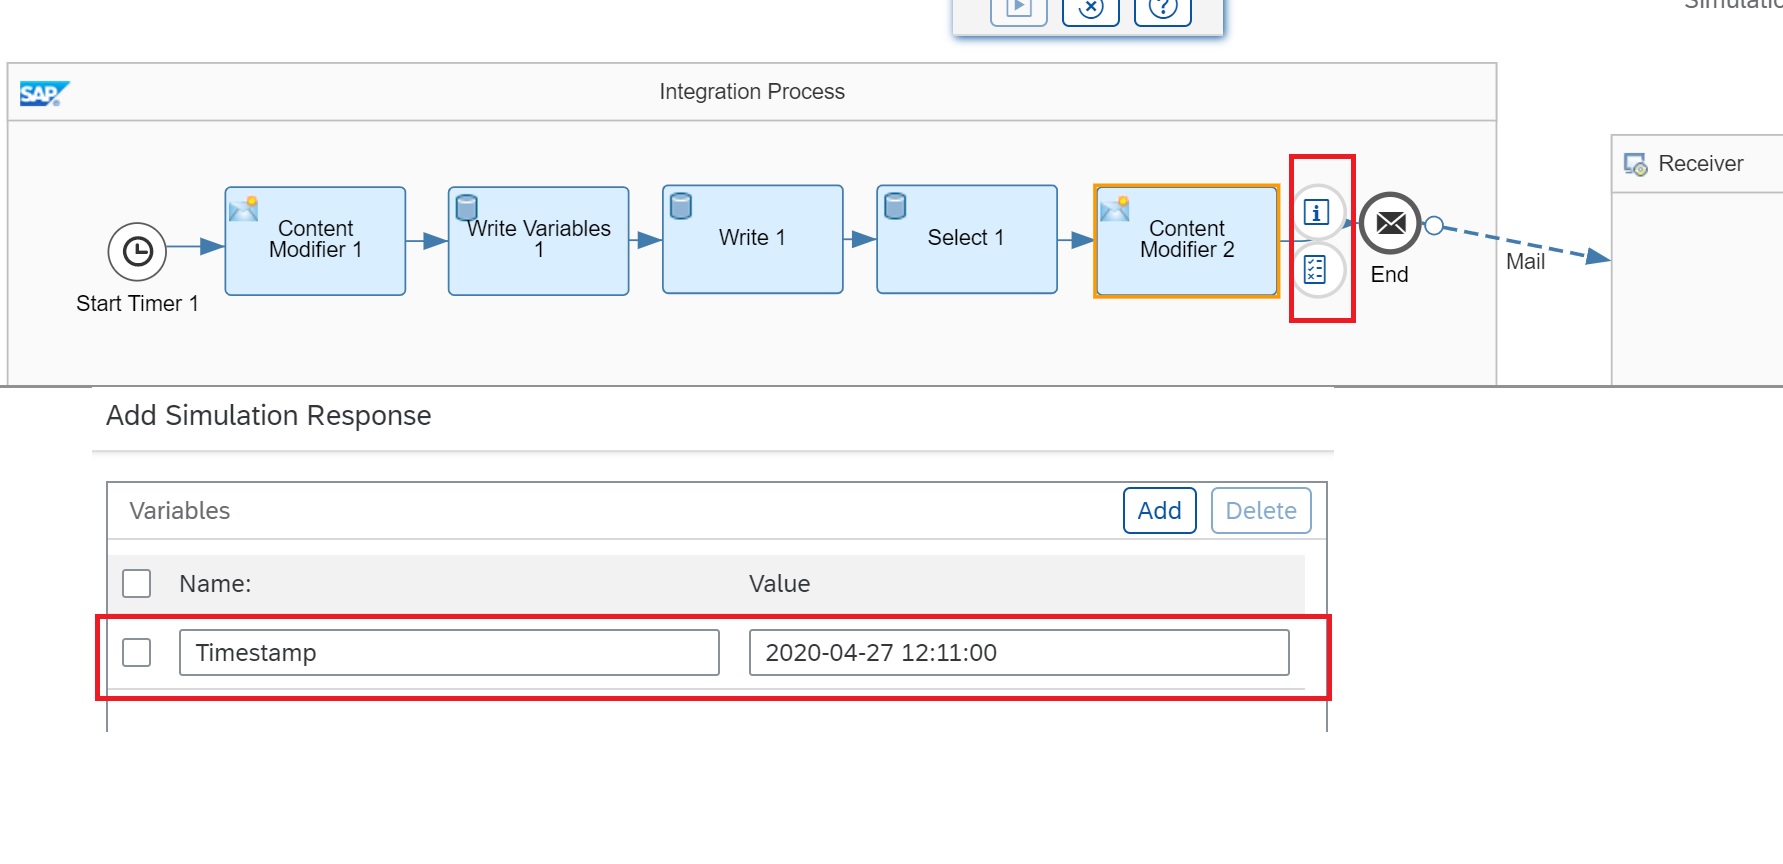 Simulatio
SAP
Integration Process
Receiver
Content
Modifier 1
Write Variables
1
Write 1
Select 1
Content
Modifier 2
Start Timer 1
End
Mail
Add Simulation Response
Variables
Add
Delete
Name:
Value
Timestamp
2020-04-27 12:11:00